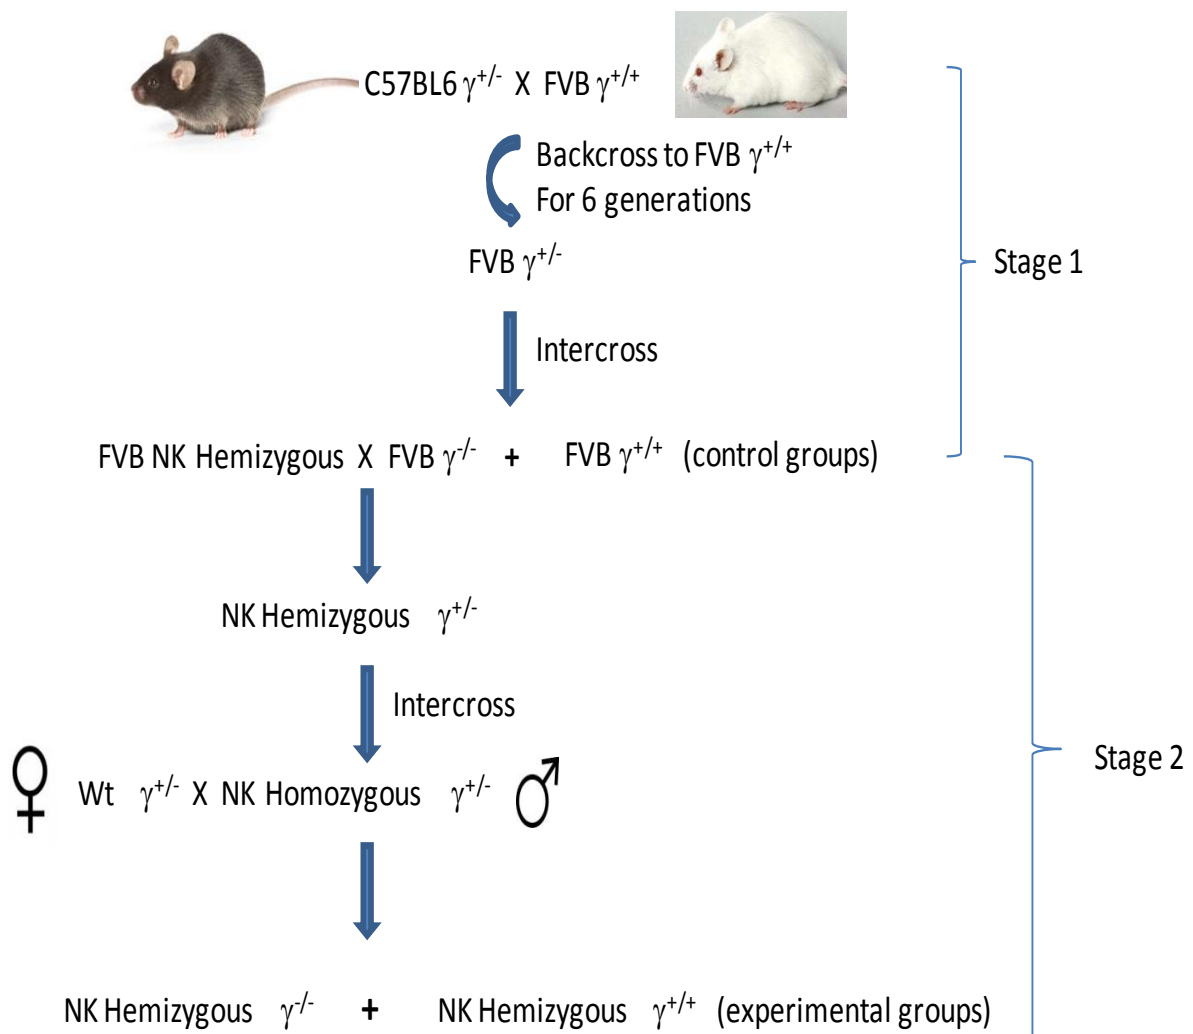 C57BL6 γ+/- X FVB γ+/+
Backcross to FVB γ+/+
For 6 generations
FVB γ+/-
Stage 1
Intercross
FVB NK Hemizygous X FVB γ-/- + FVB γ+/+ (control groups)
NK Hemizygous γ+/-
Intercross
Stage 2
♀ Wt γ+/- X NK Homozygous γ+/- ♂
NK Hemizygous γ-/- + NK Hemizygous γ+/+ (experimental groups)